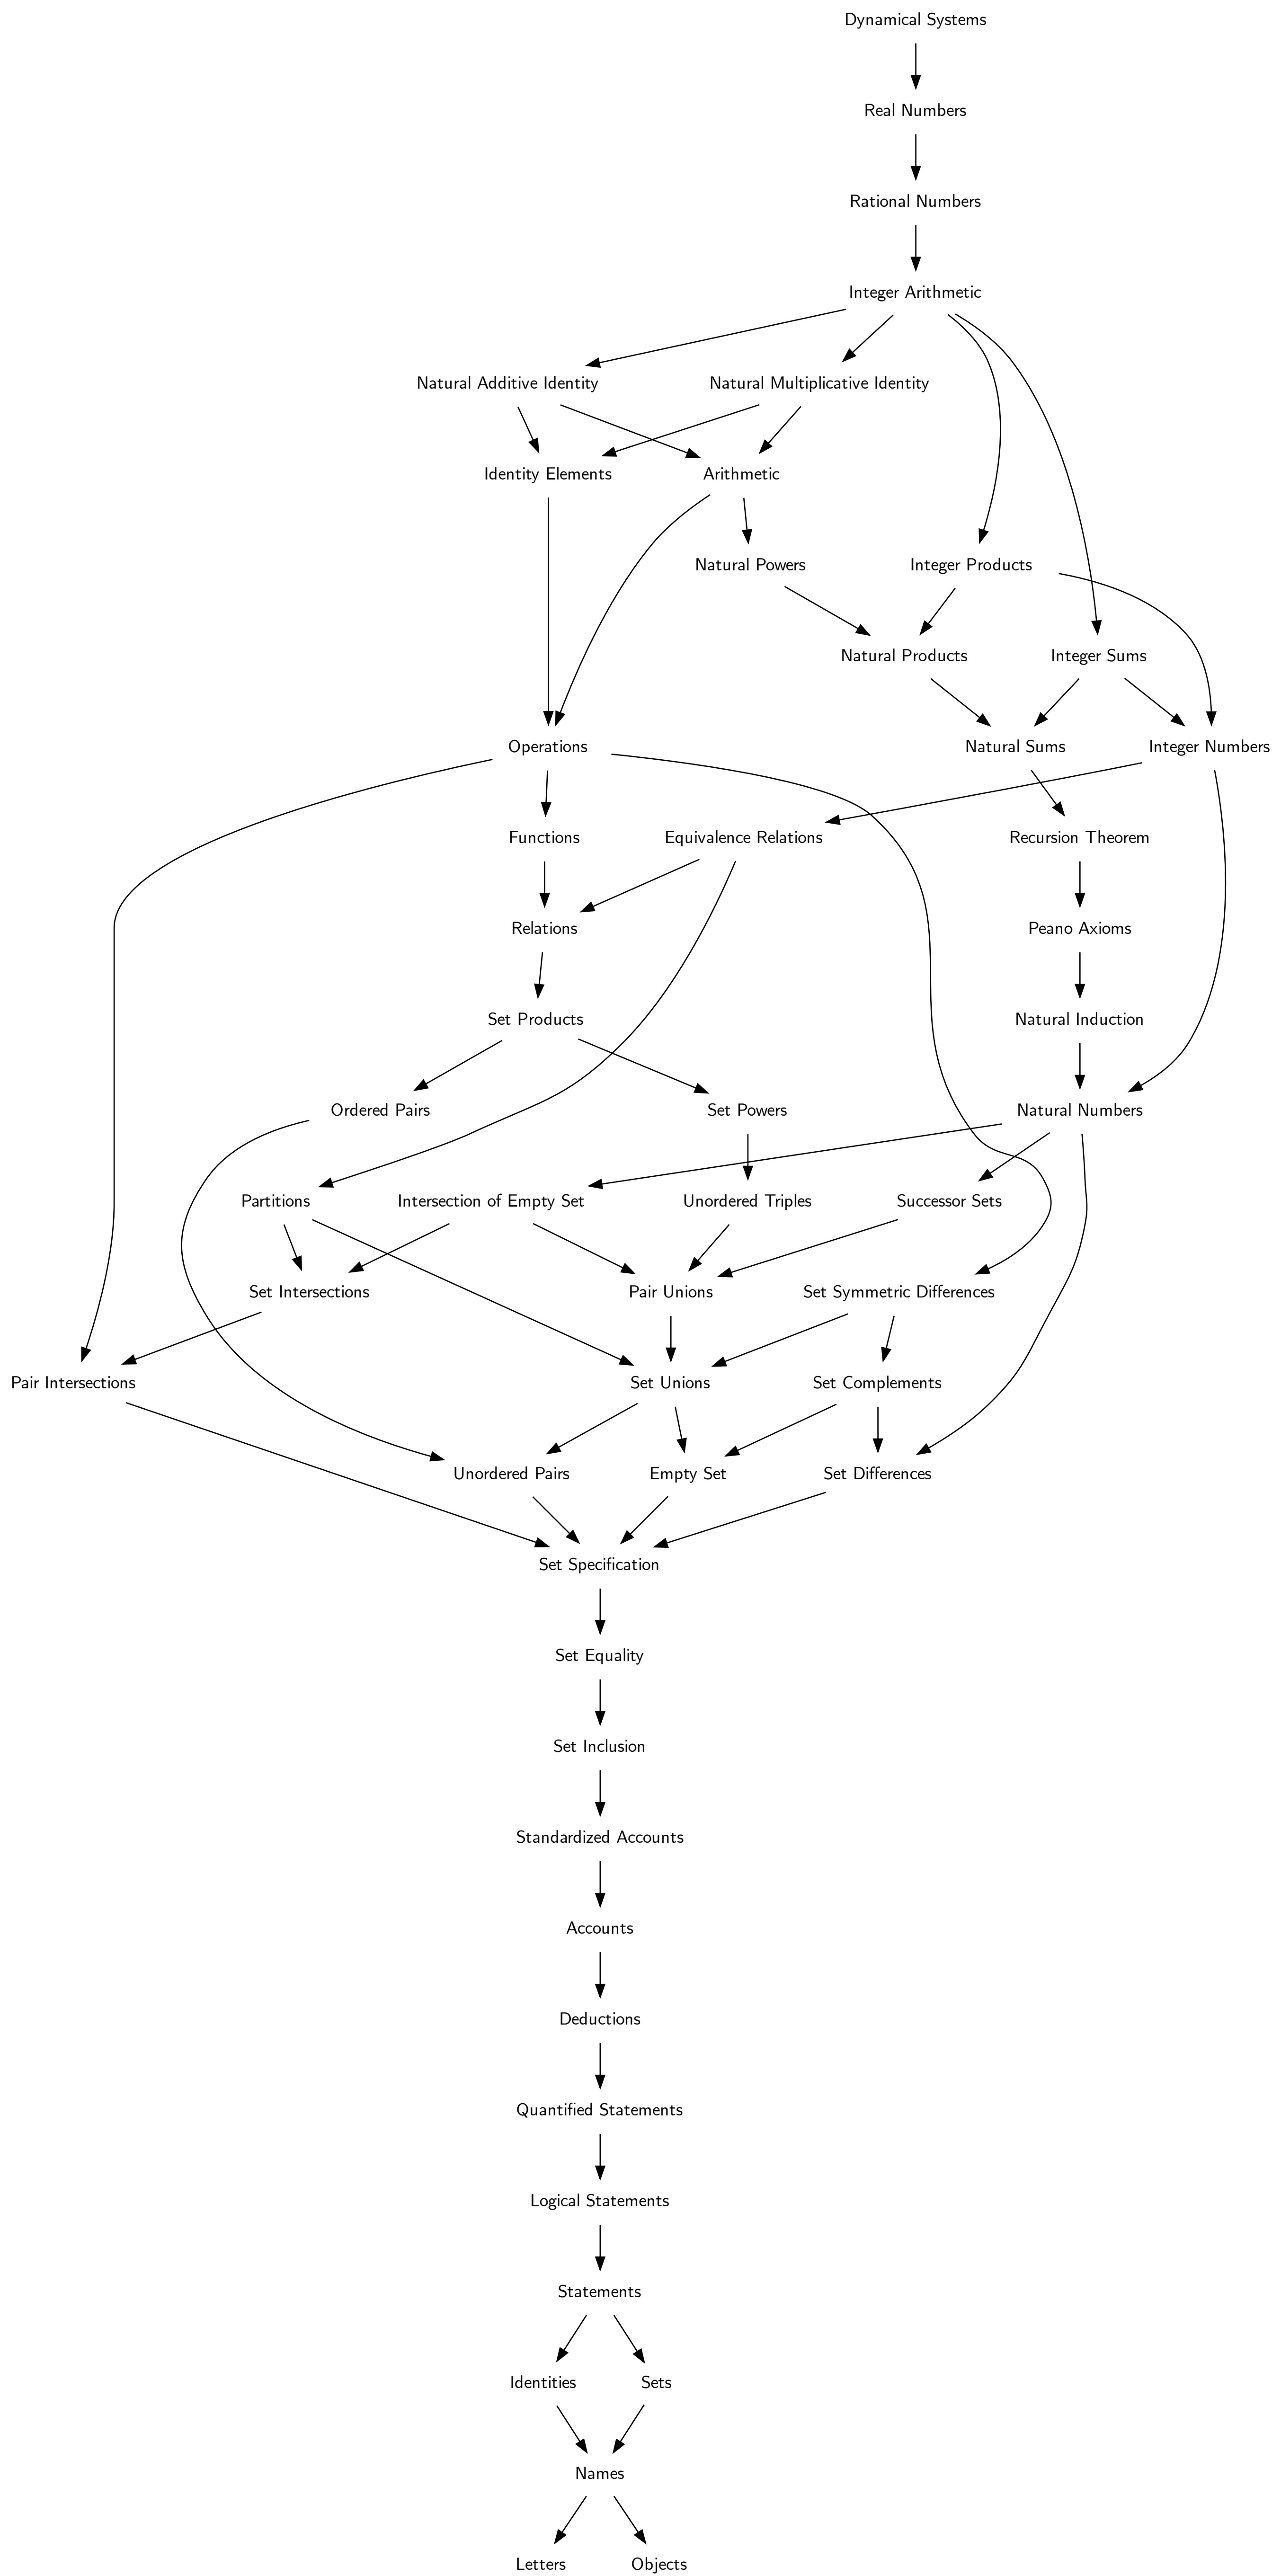 Dynamical Systems
Real Numbers
Rational Numbers
Integer Arithmetic
Natural Additive Identity
Natural Multiplicative Identity
Identity Elements
Arithmetic
Natural Powers
Integer Products
Natural Products
Integer Sums
Operations
Natural Sums
Integer Numbers
Functions
Equivalence Relations
Recursion Theorem
Relations
Peano Axioms
Set Products
Natural Induction
Ordered Pairs
Set Powers
Natural Numbers
Partitions
Intersection of Empty Set
Unordered Triples
Successor Sets
Set Intersections
Pair Unions
Set Symmetric Differences
Pair Intersections
Set Unions
Set Complements
Unordered Pairs
Empty Set
Set Differences
Set Specification
Set Equality
Set Inclusion
Standardized Accounts
Accounts
Deductions
Quantified Statements
Logical Statements
Statements
Identities
Sets
Names
Letters
Objects